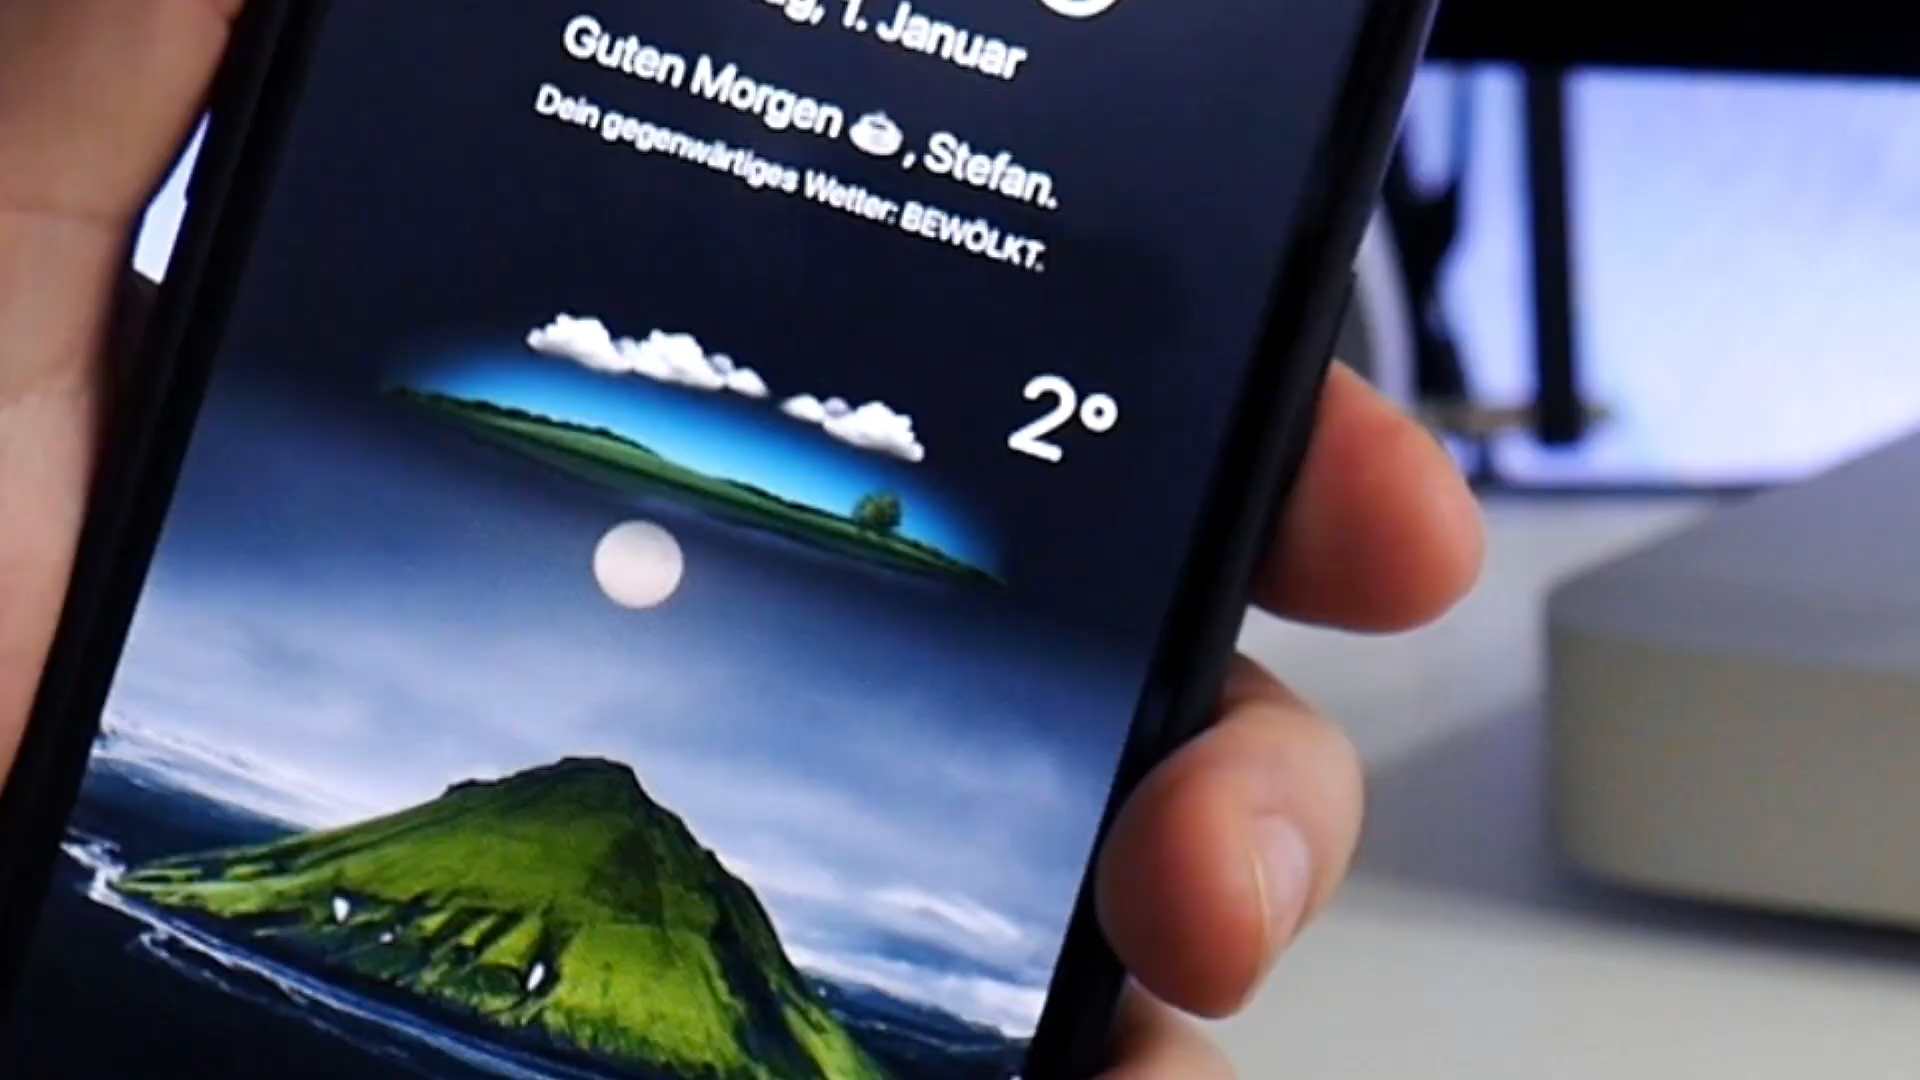 1. Januar
Guten Morgen ☕, Stefan.
Dein gegenwärtiges Wetter: BEWÖLKT.
2°